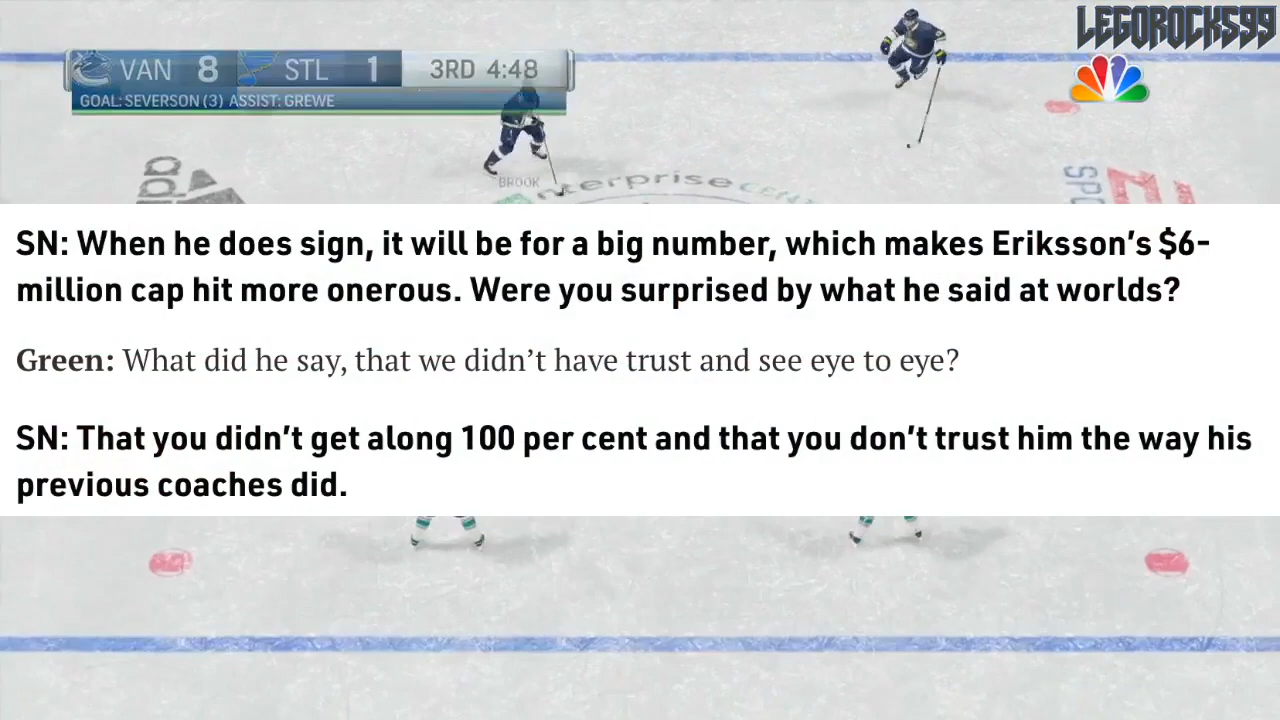 LEGOROCKS99
VAN 8 STL 1 3RD 4:48
GOAL: SEVERSON (3) ASSIST: GREWE
BROOK
SN: When he does sign, it will be for a big number, which makes Eriksson’s $6-
million cap hit more onerous. Were you surprised by what he said at worlds?
Green: What did he say, that we didn’t have trust and see eye to eye?
SN: That you didn’t get along 100 per cent and that you don’t trust him the way his
previous coaches did.